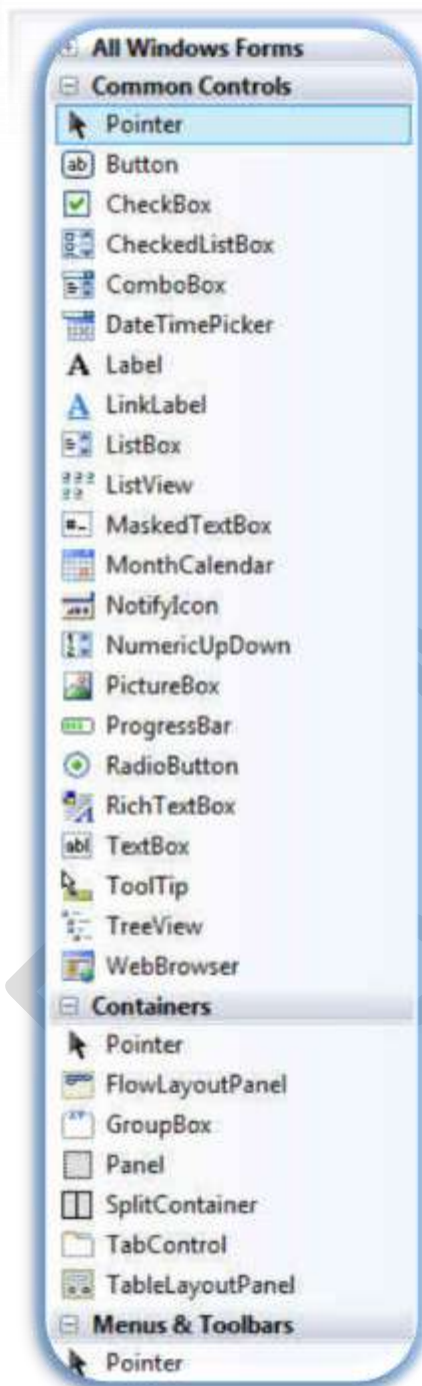 All Windows Forms
Common Controls
Pointer
Button
CheckBox
CheckedListBox
ComboBox
DateTimePicker
Label
LinkLabel
ListBox
ListView
MaskedTextBox
MonthCalendar
NotifyIcon
NumericUpDown
PictureBox
ProgressBar
RadioButton
RichTextBox
TextBox
ToolTip
TreeView
WebBrowser
Containers
Pointer
FlowLayoutPanel
GroupBox
Panel
SplitContainer
TabControl
TableLayoutPanel
Menus & Toolbars
Pointer